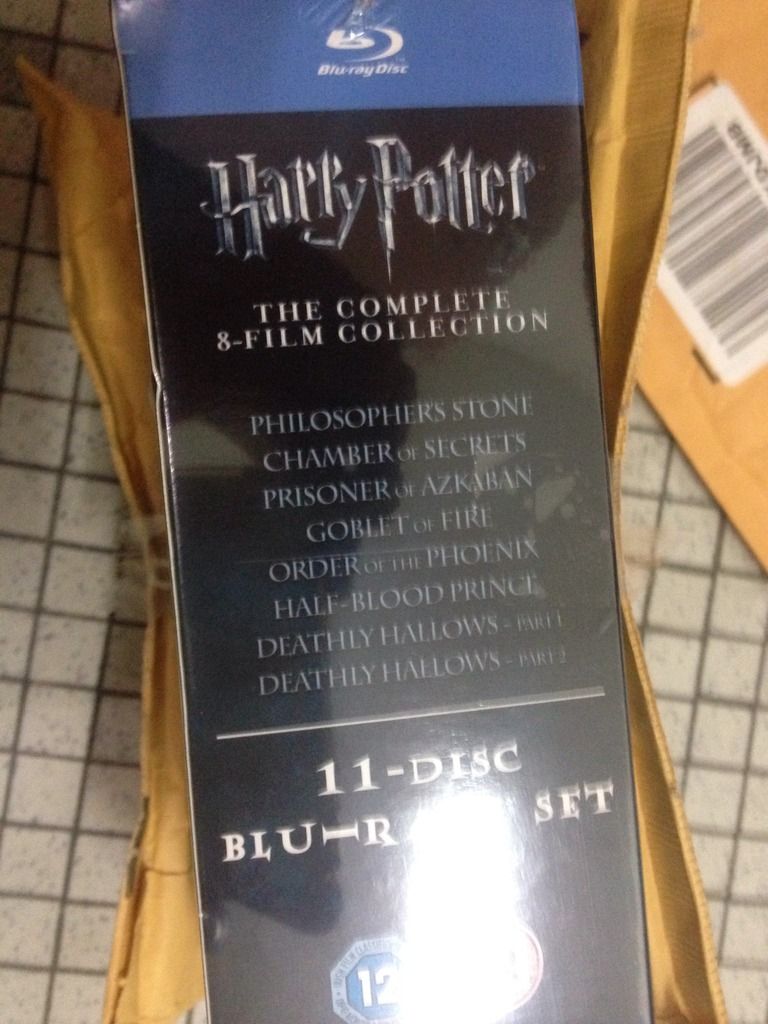 Blu-ray Disc
Harry Potter
THE COMPLETE
8-FILM COLLECTION
PHILOSOPHER'S STONE
CHAMBER OF SECRETS
PRISONER OF AZKABAN
GOBLET OF FIRE
ORDER OF THE PHOENIX
HALF-BLOOD PRINCE
DEATHLY HALLOWS - PART 1
DEATHLY HALLOWS - PART 2
11-DISC
BLU-R SET
12